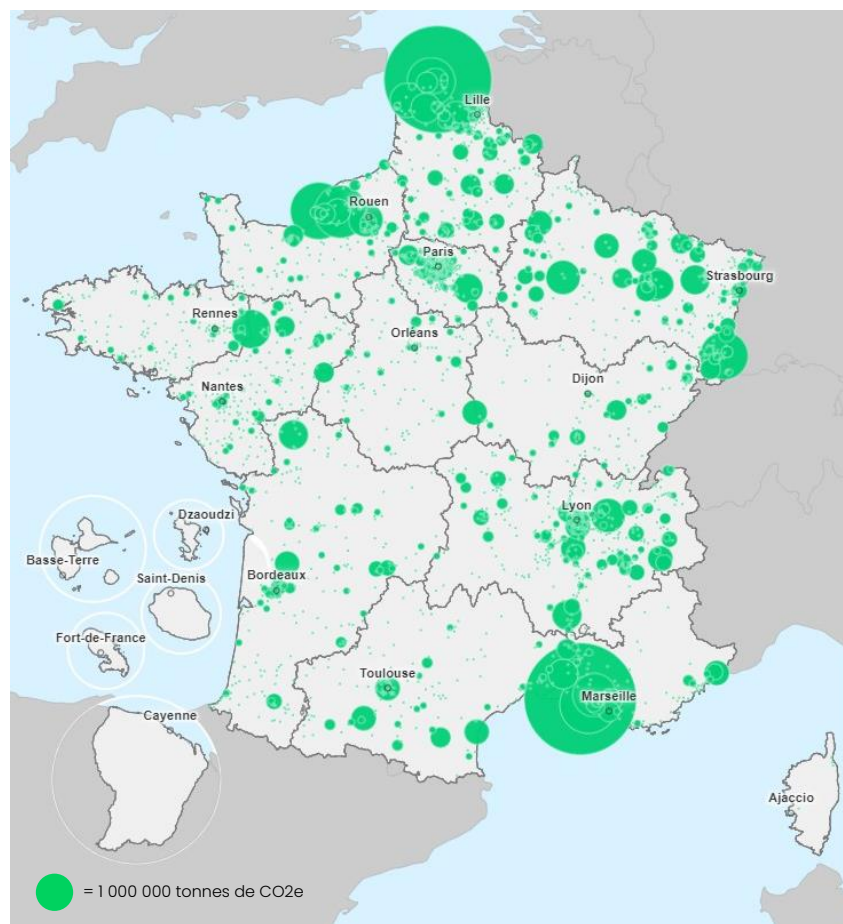 Lille
Rouen
Paris
Strasbourg
Rennes
Orleans
Nantes
Dijon
Lyon
Dzaoudzi
Basse-Terre
Saint-Denis
Bordeaux
Fort-de-France
Toulouse
Marseille
Cayenne
Ajaccio
= 1 000 000 tonnes de CO2e